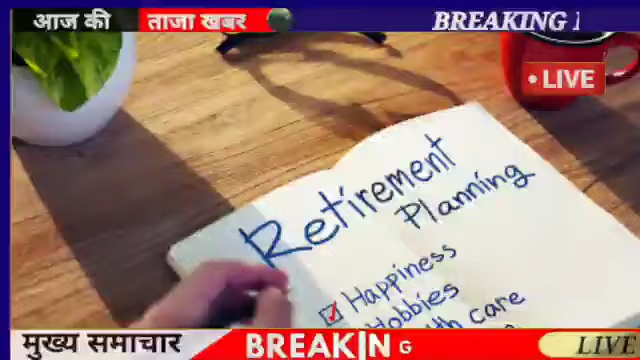 आज की ताजा खबर BREAKING
LIVE
Retirement
Planning
Happiness
Hobbies
care
मुख्य समाचार BREAKIN G LIVE